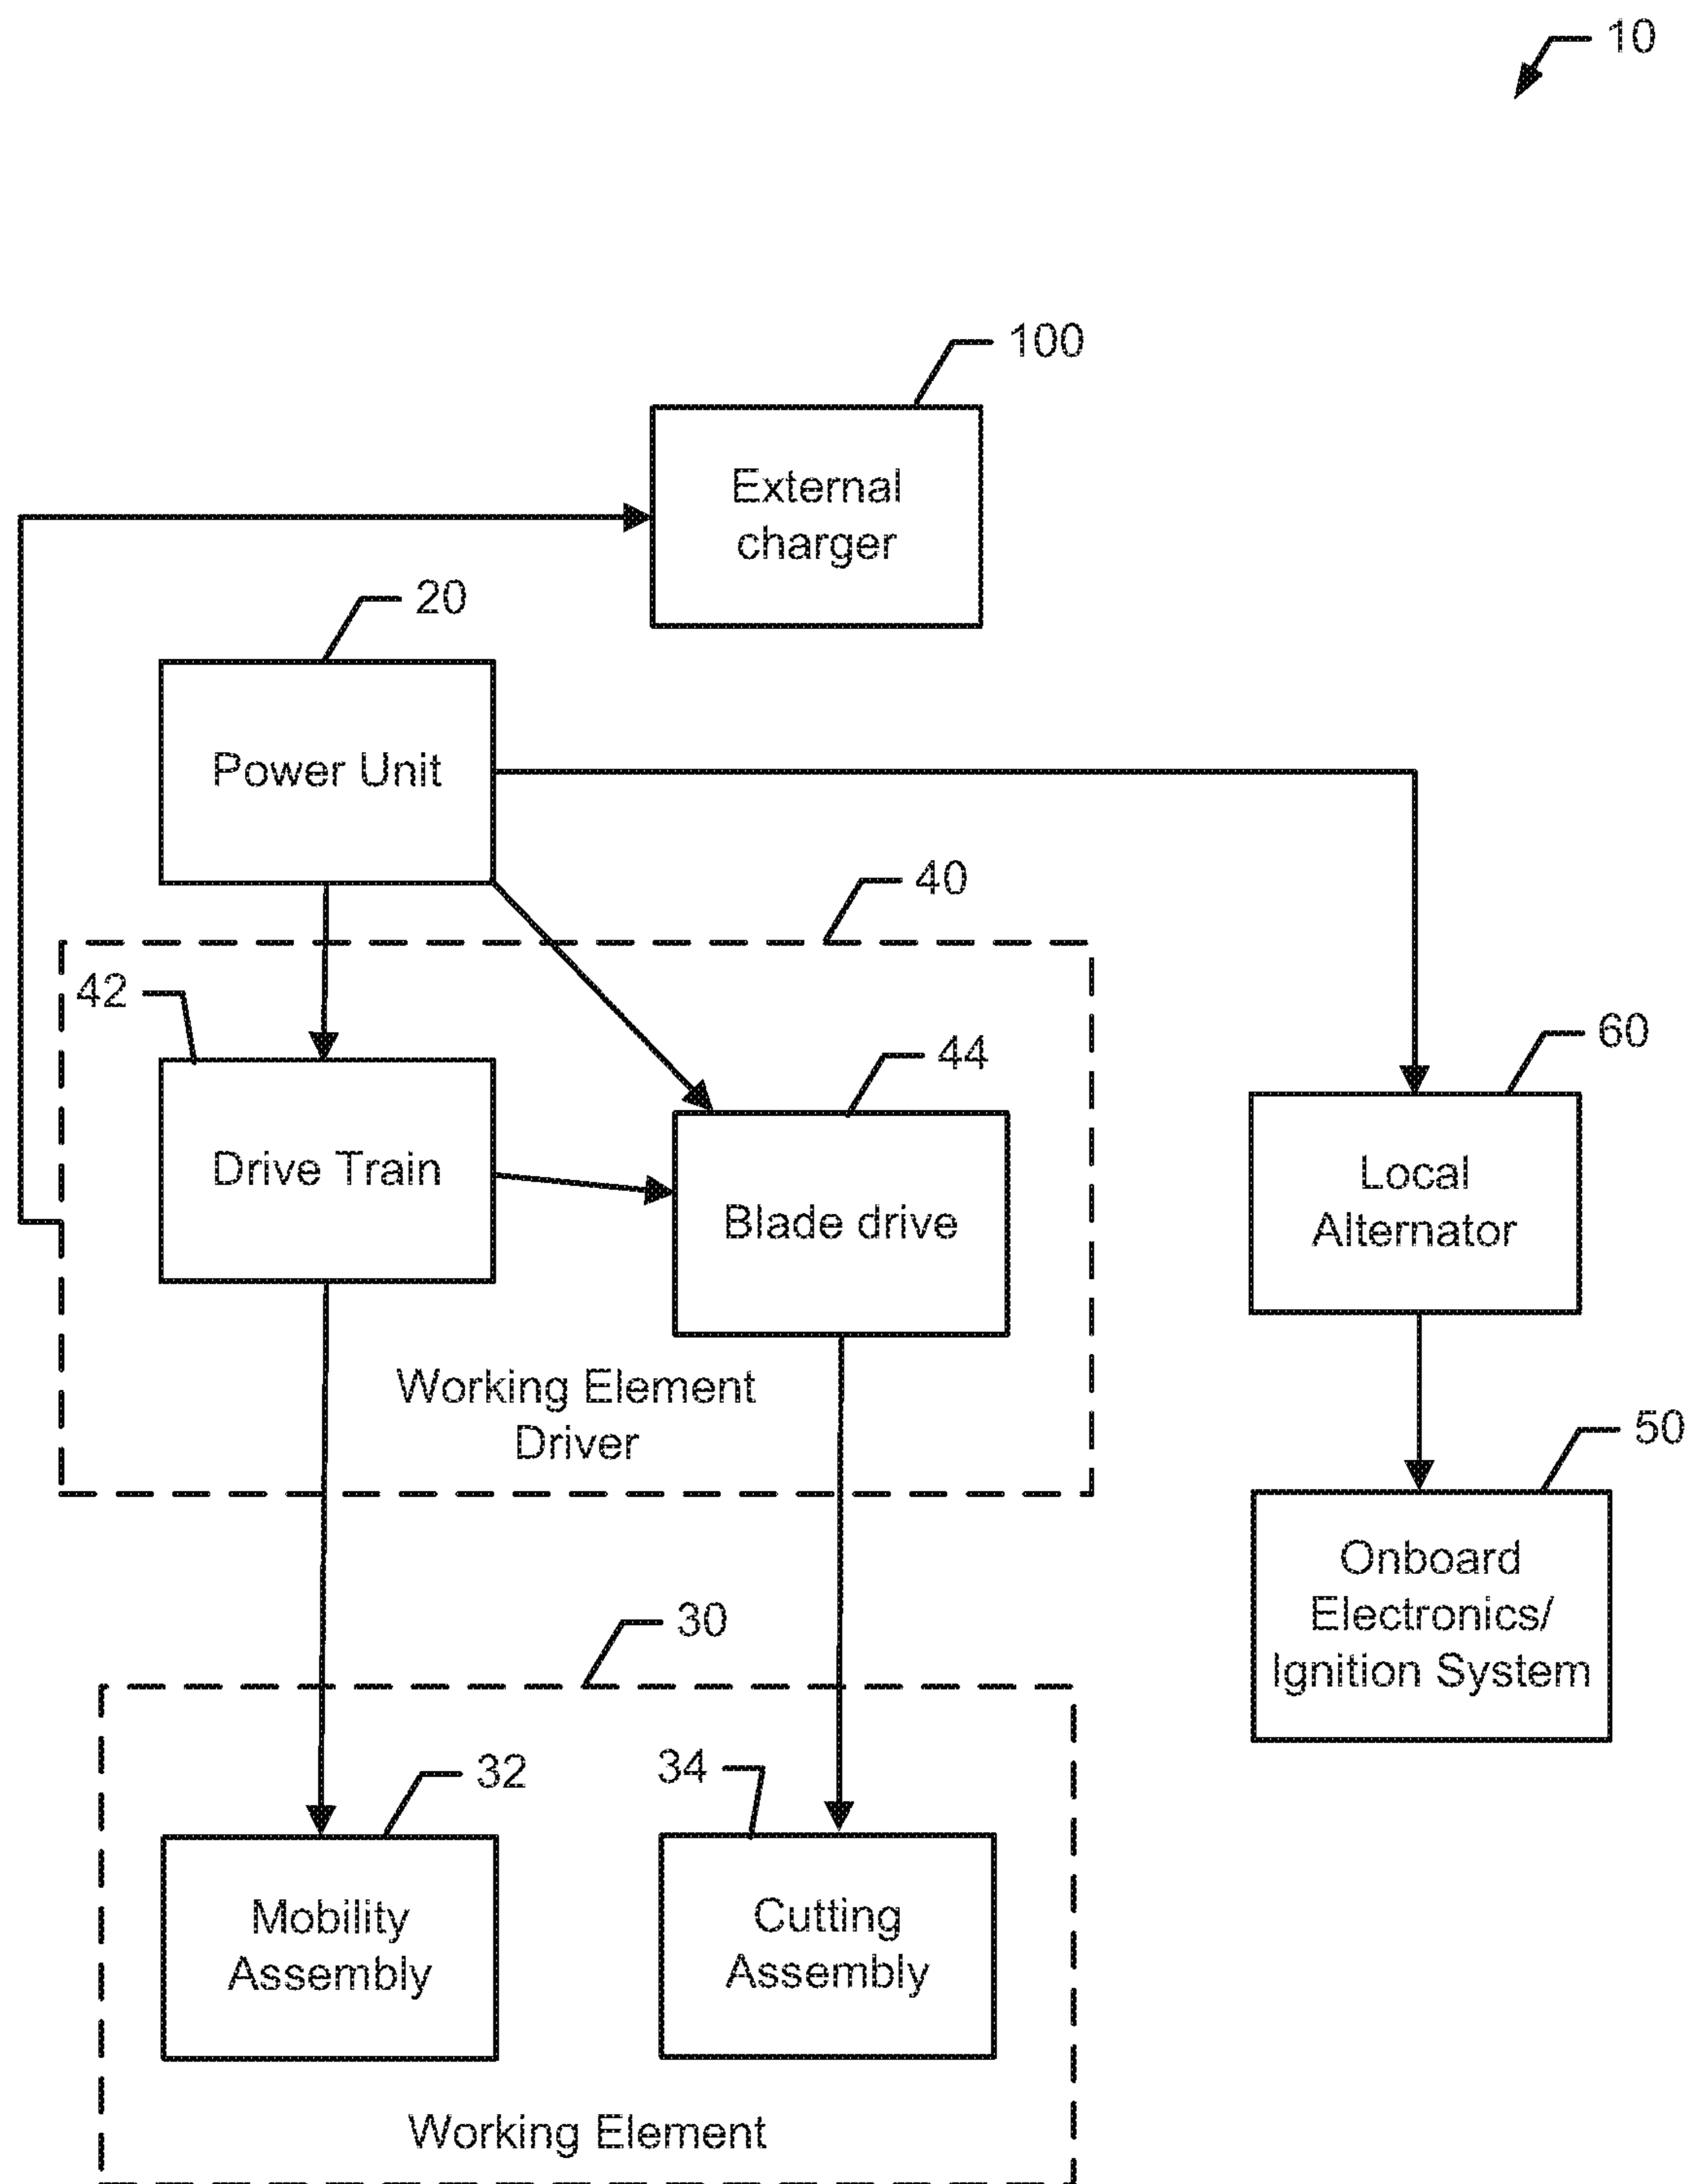 10
100
External
charger
20
Power Unit
40
42
44
60
Drive Train
Blade drive
Local
Alternator
Working Element
Driver
50
Onboard
Electronics/
Ignition System
30
32
34
Mobility
Assembly
Cutting
Assembly
Working Element